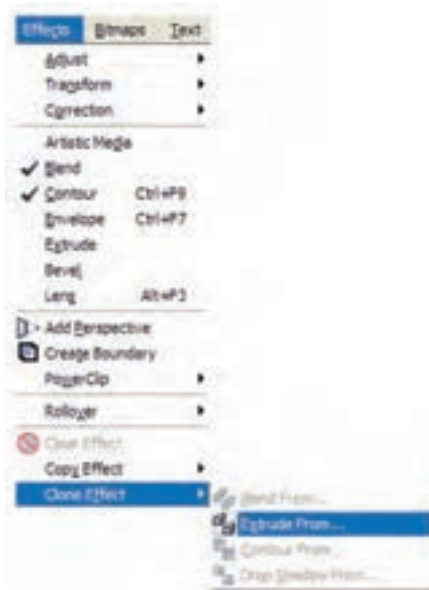 Effects Bitmaps Text
Adjust
Transform
Correction
Artistic Media
Blend
Contour Ctrl+F9
Envelope Ctrl+F7
Extrude
Bevel
Lens Alt+F3
Add Perspective
Create Boundary
PowerClip
Rollover
Clear Effect
Copy Effect
Clone Effect
Blend From...
Extrude From...
Contour From...
Drop Shadow From...